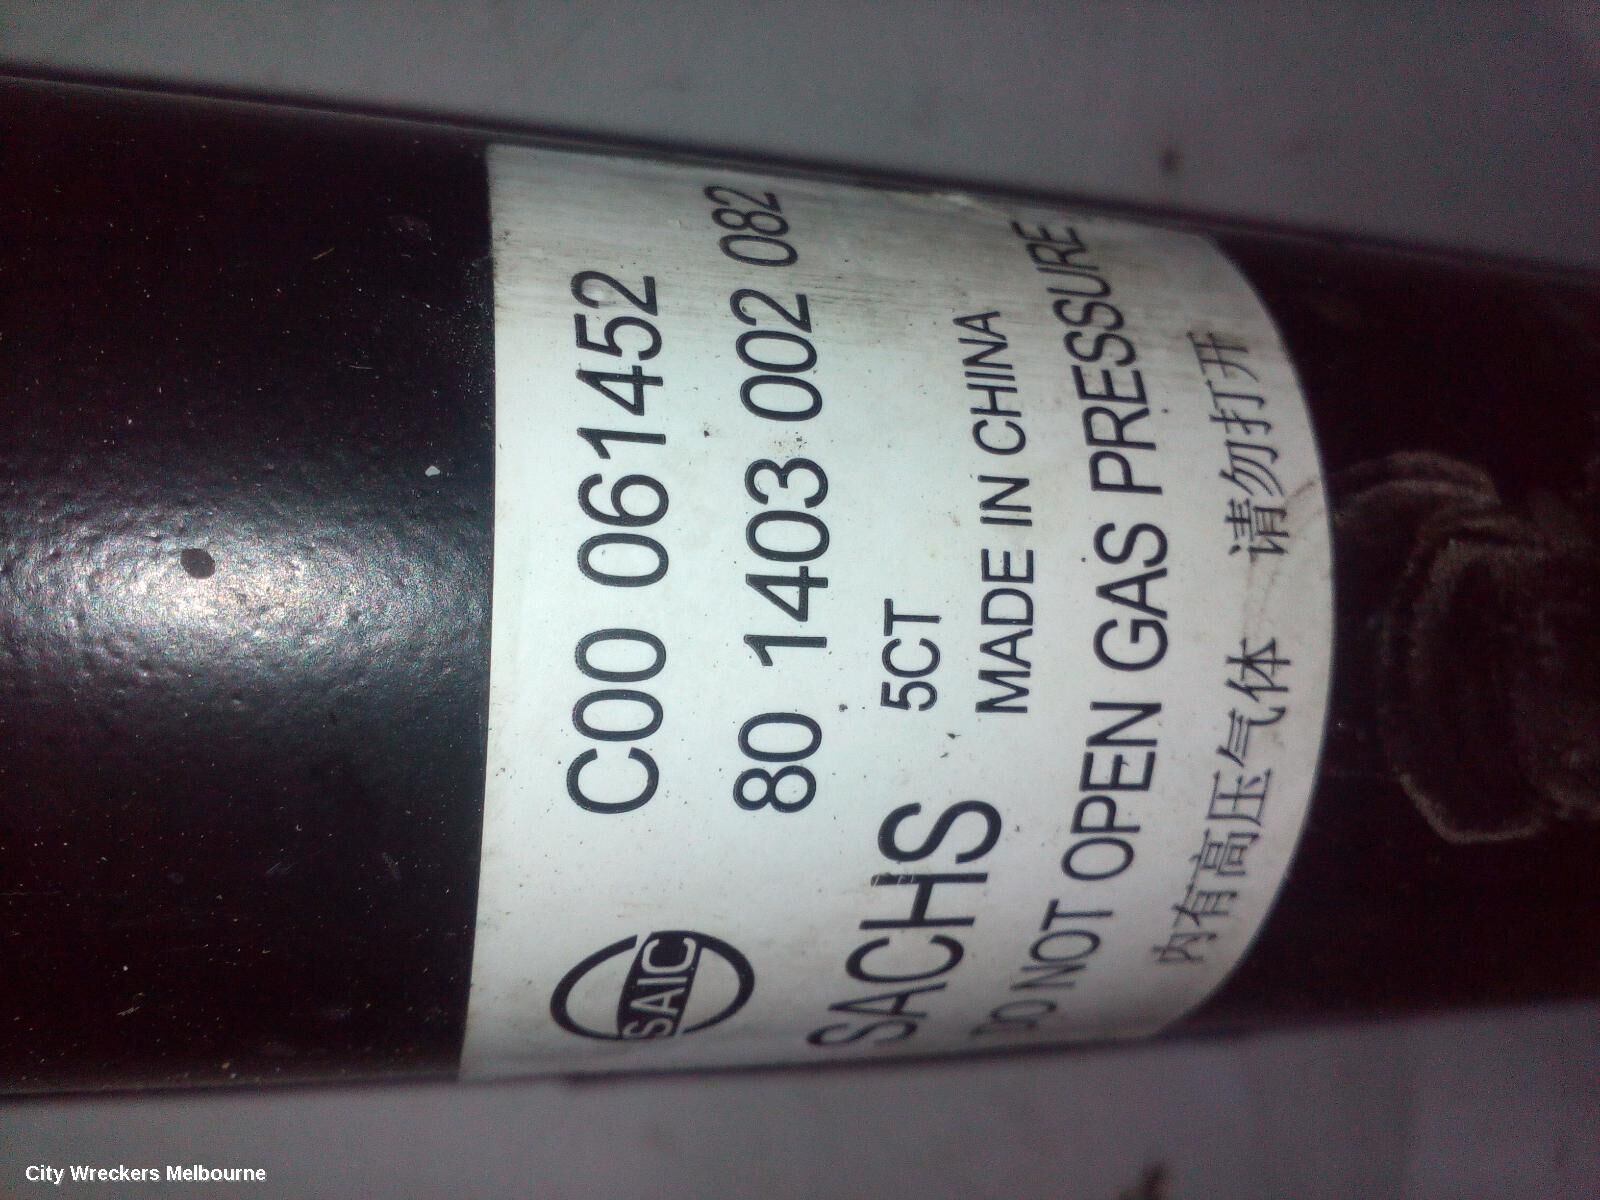 C00 061452
80 1403 002 082
SAIC
SACHS 5CT
MADE IN CHINA
DO NOT OPEN GAS PRESSURE
内有高压气体 请勿打开
City Wreckers Melbourne